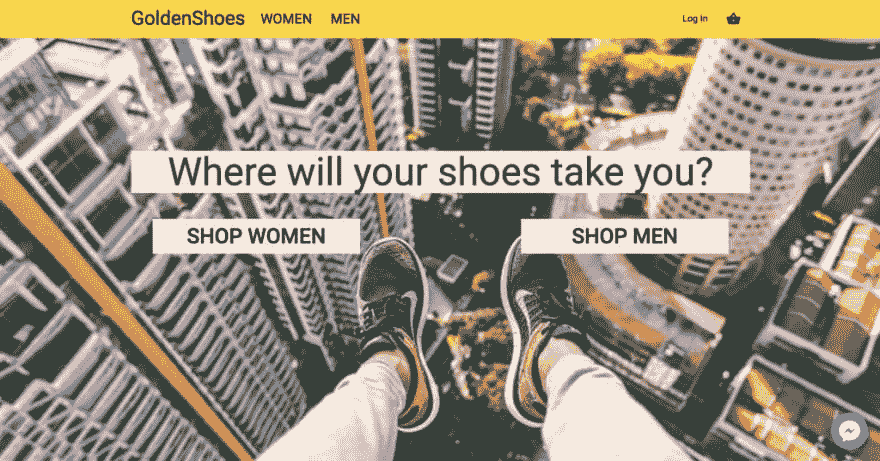 GoldenShoes WOMEN MEN Log In
Where will your shoes take you?
SHOP WOMEN SHOP MEN